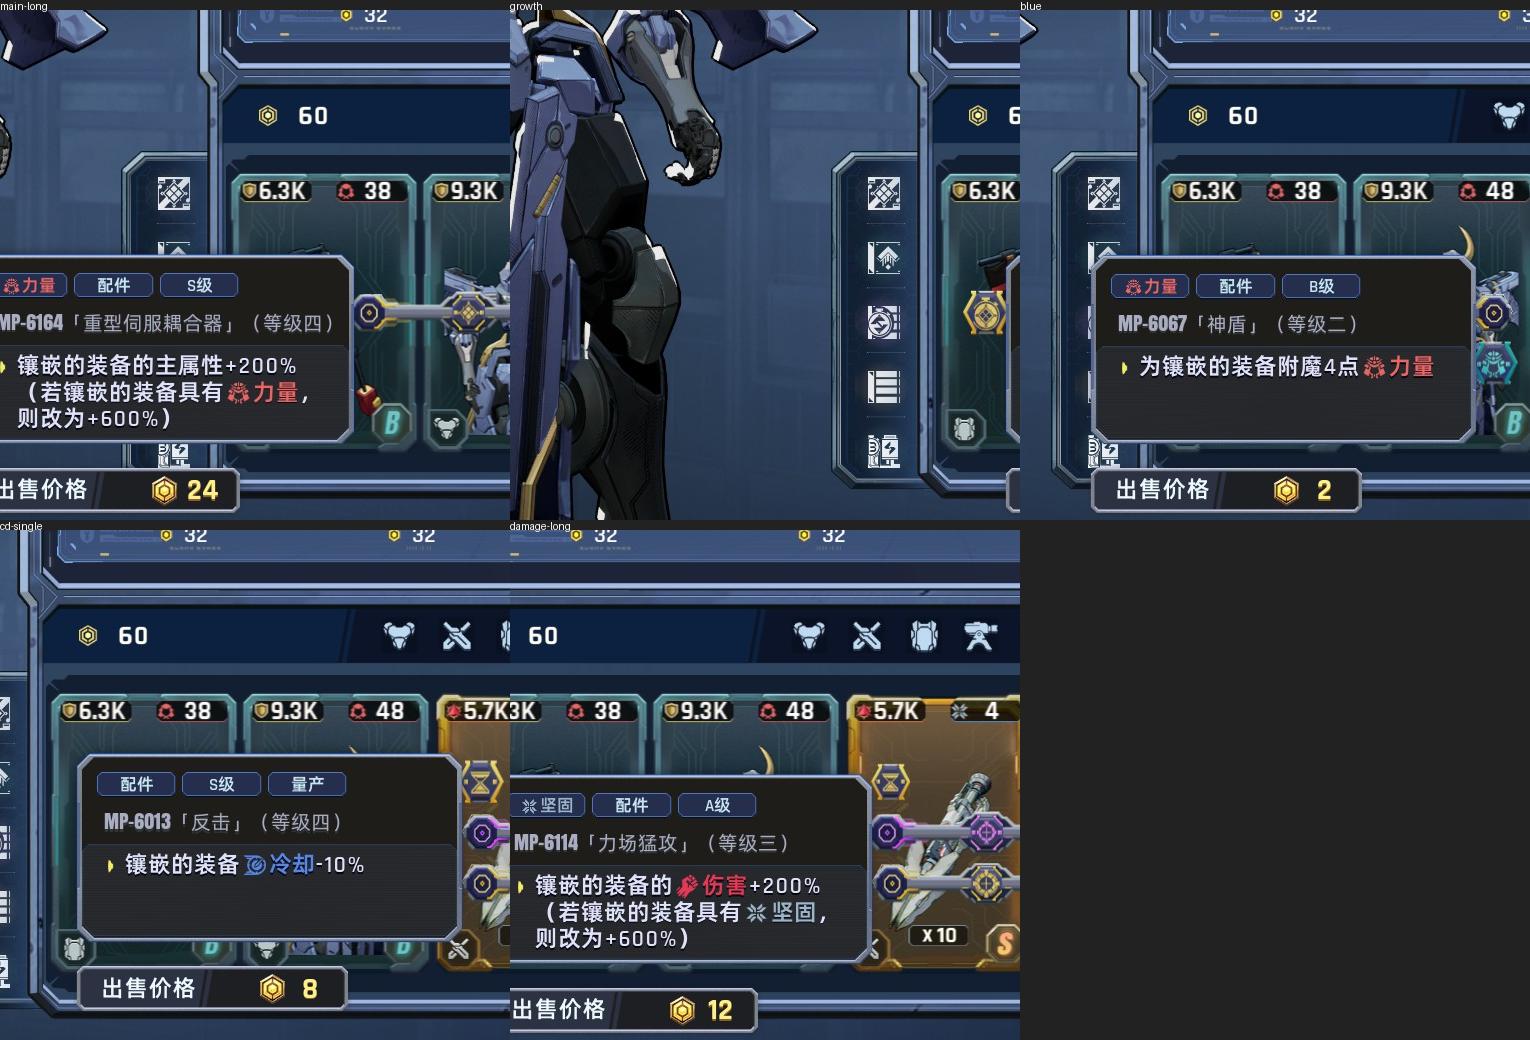 main-long
32
60
6.3K
38
9.3K
力量
配件
S级
MP-6164「重型伺服耦合器」（等级四）
镶嵌的装备的主属性+200%
（若镶嵌的装备具有力量，
则改为+600%）
B
出售价格
24
growth
6.3K
blue
32
60
6.3K
38
9.3K
48
力量
配件
B级
MP-6067「神盾」（等级二）
为镶嵌的装备附魔4点力量
B
出售价格
2
cd-single
32
32
60
6.3K
38
9.3K
48
5.7K
配件
S级
量产
MP-6013「反击」（等级四）
镶嵌的装备冷却-10%
B
B
出售价格
8
damage-long
32
32
60
3K
38
9.3K
48
5.7K
4
坚固
配件
A级
MP-6114「力场猛攻」（等级三）
镶嵌的装备的伤害+200%
（若镶嵌的装备具有坚固，
则改为+600%）
x10
S
出售价格
12